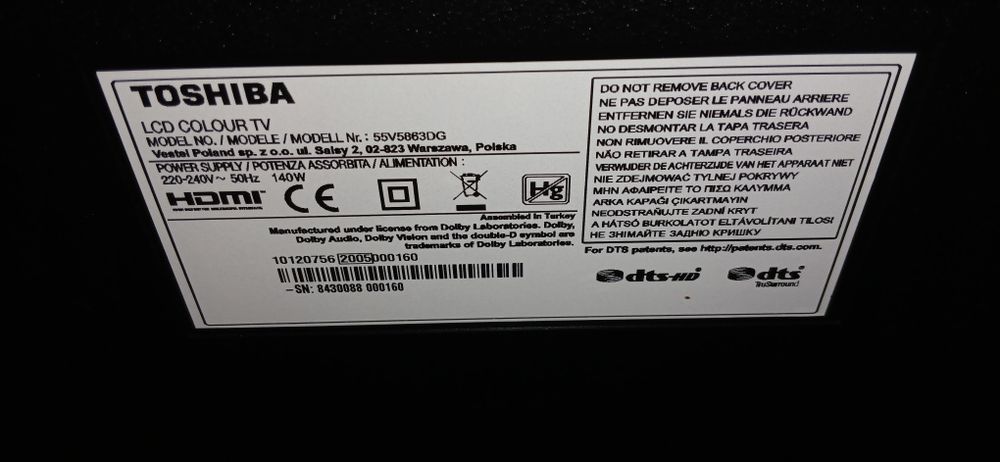 TOSHIBA
LCD COLOUR TV
MODEL NO. / MODELE / MODELL Nr. : 55V5863DG
Vestel Poland sp. z o.o. ul. Salsy 2, 02-823 Warszawa, Polska
POWER SUPPLY / POTENZA ASSORBITA / ALIMENTATION :
220-240V ~ 50Hz 140W
HDMI
CE
Hg
Assembled in Turkey
Manufactured under license from Dolby Laboratories. Dolby,
Dolby Audio, Dolby Vision and the double-D symbol are
trademarks of Dolby Laboratories.
10120756 2005 000160
-SN: 8430088 000160
DO NOT REMOVE BACK COVER
NE PAS DEPOSER LE PANNEAU ARRIERE
ENTFERNEN SIE NIEMALS DIE RÜCKWAND
NO DESMONTAR LA TAPA TRASERA
NON RIMUOVERE IL COPERCHIO POSTERIORE
NÃO RETIRAR A TAMPA TRASEIRA
VERWIJDER DE ACHTERZIJDE VAN HET APPARAAT NIET
NIE ZDEJMOWAĆ TYLNEJ POKRYWY
ΜΗΝ ΑΦΑΙΡΕΙΤΕ ΤΟ ΠΙΣΩ ΚΑΛΥΜΜΑ
ARKA KAPAĞI ÇIKARTMAYIN
NEODSTRAŇUJTE ZADNÍ KRYT
A HÁTSÓ BURKOLATOT ELTÁVOLÍTANI TILOS!
НЕ ЗНІМАЙТЕ ЗАДНЮ КРИШКУ
For DTS patents, see http://patents.dts.com.
dts-HD
dts
TruSurround